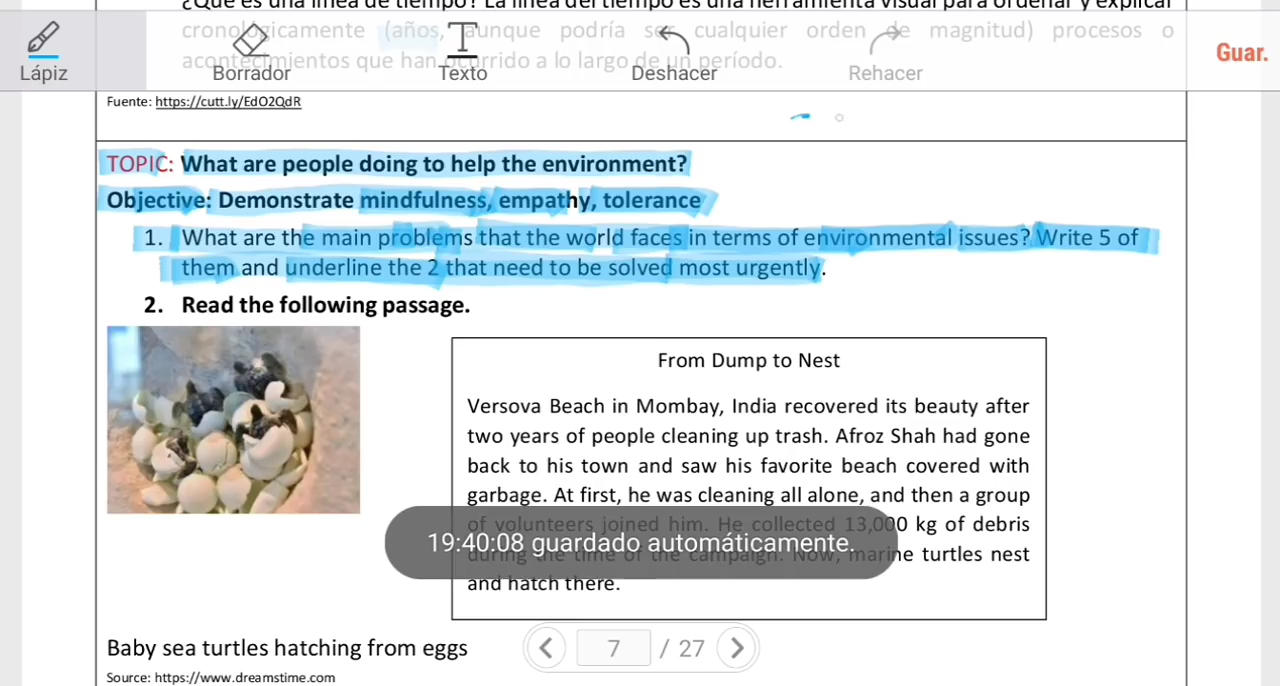 ¿Qué es una línea de tiempo? La línea del tiempo es una herramienta visual para ordenar y explicar
cronológicamente (años, aunque podría ser cualquier orden de magnitud) procesos o
acontecimientos que han ocurrido a lo largo de un período.
Lápiz
Borrador
Texto
Deshacer
Rehacer
Guar.
Fuente: https://cutt.ly/EdO2QdR
TOPIC: What are people doing to help the environment?
Objective: Demonstrate mindfulness, empathy, tolerance
1. What are the main problems that the world faces in terms of environmental issues? Write 5 of
them and underline the 2 that need to be solved most urgently.
2. Read the following passage.
From Dump to Nest
Versova Beach in Mombay, India recovered its beauty after
two years of people cleaning up trash. Afroz Shah had gone
back to his town and saw his favorite beach covered with
garbage. At first, he was cleaning all alone, and then a group
of volunteers joined him. He collected 13,000 kg of debris
during the time of the campaign. Now, marine turtles nest
and hatch there.
19:40:08 guardado automáticamente.
Baby sea turtles hatching from eggs
Source: https://www.dreamstime.com
7 / 27